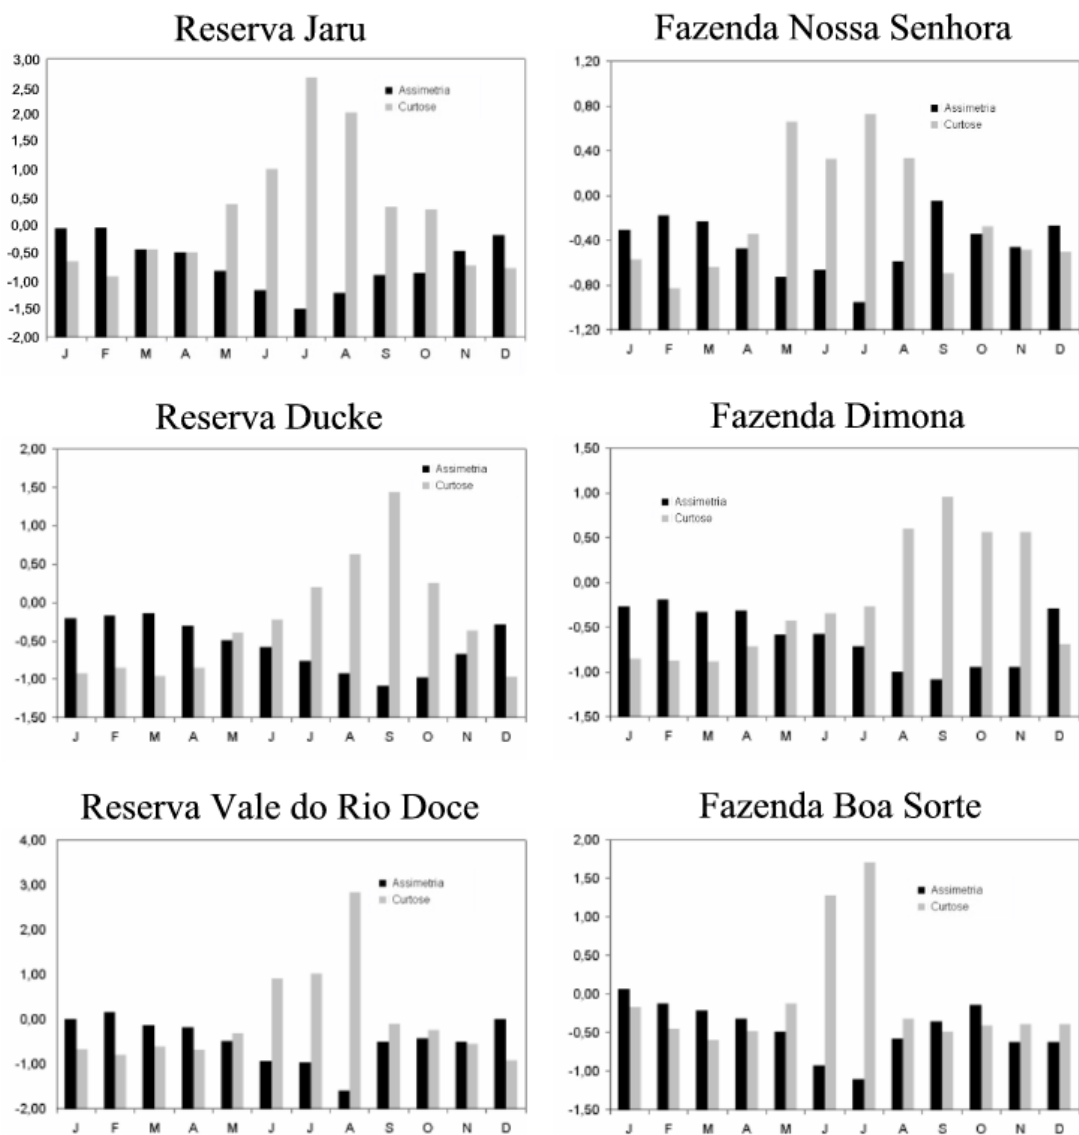 Reserva Jaru
3,00
2,50
2,00
1,50
1,00
0,50
0,00
-0,50
-1,00
-1,50
-2,00
Assimetria
Curtose
J F M A M J J A S O N D
Fazenda Nossa Senhora
1,20
0,80
0,40
0,00
-0,40
-0,80
-1,20
Assimetria
Curtose
J F M A M J J A S O N D
Reserva Ducke
2,00
1,50
1,00
0,50
0,00
-0,50
-1,00
-1,50
Assimetria
Curtose
J F M A M J J A S O N D
Fazenda Dimona
1,50
1,00
0,50
0,00
-0,50
-1,00
-1,50
Assimetria
Curtose
J F M A M J J A S O N D
Reserva Vale do Rio Doce
4,00
3,00
2,00
1,00
0,00
-1,00
-2,00
Assimetria
Curtose
J F M A M J J A S O N D
Fazenda Boa Sorte
2,00
1,50
1,00
0,50
0,00
-0,50
-1,00
-1,50
Assimetria
Curtose
J F M A M J J A S O N D